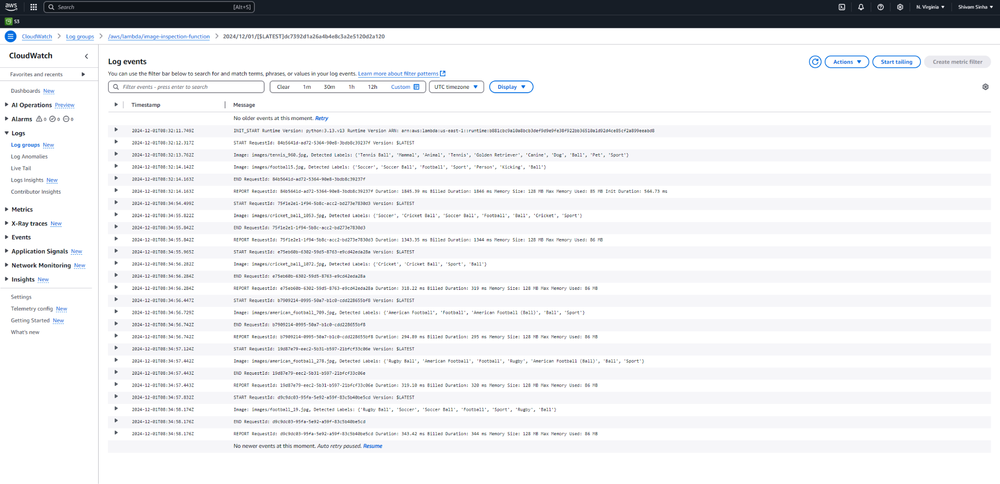 aws
Search [Alt+S]
N. Virginia ▼ Shivam Sinha ▼
S3
CloudWatch > Log groups > /aws/lambda/image-inspection-function > 2024/12/01/[$LATEST]dc7392d1a26a4b4e8c3a2e5120d2a120
CloudWatch
Favorites and recents
Dashboards New
AI Operations Preview
Alarms 0 0 0
Logs
Log groups New
Log Anomalies
Live Tail
Logs Insights New
Contributor Insights
Metrics
X-Ray traces New
Events
Application Signals New
Network Monitoring New
Insights New
Settings
Telemetry config New
Getting Started New
What's new
Log events
Actions ▼ Start tailing Create metric filter
You can use the filter bar below to search for and match terms, phrases, or values in your log events. Learn more about filter patterns
Filter events - press enter to search
Clear 1m 30m 1h 12h Custom UTC timezone ▼ Display ▼
Timestamp Message
No older events at this moment. Retry
2024-12-01T08:32:11.749Z INIT_START Runtime Version: python:3.13.v13 Runtime Version ARN: arn:aws:lambda:us-east-1::runtime:b881cbc9a10a8bcb3def9d9e9fe38f922bb36510a1d92d4ce85cf2a899eeabd8
2024-12-01T08:32:12.317Z START RequestId: 84b5641d-ad72-5364-90e8-3bdb8c39237f Version: $LATEST
2024-12-01T08:32:13.762Z Image: images/tennis_960.jpg, Detected Labels: {'Tennis Ball', 'Mammal', 'Animal', 'Tennis', 'Golden Retriever', 'Canine', 'Dog', 'Ball', 'Pet', 'Sport'}
2024-12-01T08:32:14.142Z Image: images/football5.jpg, Detected Labels: {'Soccer', 'Soccer Ball', 'Football', 'Sport', 'Person', 'Kicking', 'Ball'}
2024-12-01T08:32:14.163Z END RequestId: 84b5641d-ad72-5364-90e8-3bdb8c39237f
2024-12-01T08:32:14.163Z REPORT RequestId: 84b5641d-ad72-5364-90e8-3bdb8c39237f Duration: 1845.39 ms Billed Duration: 1846 ms Memory Size: 128 MB Max Memory Used: 85 MB Init Duration: 564.73 ms
2024-12-01T08:34:54.499Z START RequestId: 75f1e2e1-1f94-5b8c-acc2-bd273e7830d3 Version: $LATEST
2024-12-01T08:34:55.822Z Image: images/cricket_ball_1053.jpg, Detected Labels: {'Soccer', 'Cricket Ball', 'Soccer Ball', 'Football', 'Ball', 'Cricket', 'Sport'}
2024-12-01T08:34:55.842Z END RequestId: 75f1e2e1-1f94-5b8c-acc2-bd273e7830d3
2024-12-01T08:34:55.842Z REPORT RequestId: 75f1e2e1-1f94-5b8c-acc2-bd273e7830d3 Duration: 1343.35 ms Billed Duration: 1344 ms Memory Size: 128 MB Max Memory Used: 86 MB
2024-12-01T08:34:55.965Z START RequestId: e75eb60b-6302-59d5-8763-e9cd42eda28a Version: $LATEST
2024-12-01T08:34:56.282Z Image: images/cricket_ball_1072.jpg, Detected Labels: {'Cricket', 'Cricket Ball', 'Sport', 'Ball'}
2024-12-01T08:34:56.284Z END RequestId: e75eb60b-6302-59d5-8763-e9cd42eda28a
2024-12-01T08:34:56.284Z REPORT RequestId: e75eb60b-6302-59d5-8763-e9cd42eda28a Duration: 318.22 ms Billed Duration: 319 ms Memory Size: 128 MB Max Memory Used: 86 MB
2024-12-01T08:34:56.447Z START RequestId: b7909214-0995-50a7-b1c0-cdd228655bf8 Version: $LATEST
2024-12-01T08:34:56.729Z Image: images/american_football_709.jpg, Detected Labels: {'American Football', 'Football', 'American Football (Ball)', 'Ball', 'Sport'}
2024-12-01T08:34:56.742Z END RequestId: b7909214-0995-50a7-b1c0-cdd228655bf8
2024-12-01T08:34:56.742Z REPORT RequestId: b7909214-0995-50a7-b1c0-cdd228655bf8 Duration: 294.89 ms Billed Duration: 295 ms Memory Size: 128 MB Max Memory Used: 86 MB
2024-12-01T08:34:57.124Z START RequestId: 19d87e79-eec2-5b31-b597-21bfcf33c06e Version: $LATEST
2024-12-01T08:34:57.442Z Image: images/american_football_278.jpg, Detected Labels: {'Rugby Ball', 'American Football', 'Football', 'Rugby', 'American Football (Ball)', 'Ball', 'Sport'}
2024-12-01T08:34:57.443Z END RequestId: 19d87e79-eec2-5b31-b597-21bfcf33c06e
2024-12-01T08:34:57.443Z REPORT RequestId: 19d87e79-eec2-5b31-b597-21bfcf33c06e Duration: 319.10 ms Billed Duration: 320 ms Memory Size: 128 MB Max Memory Used: 86 MB
2024-12-01T08:34:57.832Z START RequestId: d9c9dc03-95fa-5e92-a59f-83c5b40be5cd Version: $LATEST
2024-12-01T08:34:58.174Z Image: images/football_19.jpg, Detected Labels: {'Rugby Ball', 'Soccer', 'Soccer Ball', 'Football', 'Sport', 'Rugby', 'Ball'}
2024-12-01T08:34:58.176Z END RequestId: d9c9dc03-95fa-5e92-a59f-83c5b40be5cd
2024-12-01T08:34:58.176Z REPORT RequestId: d9c9dc03-95fa-5e92-a59f-83c5b40be5cd Duration: 343.42 ms Billed Duration: 344 ms Memory Size: 128 MB Max Memory Used: 86 MB
No newer events at this moment. Auto retry paused. Resume